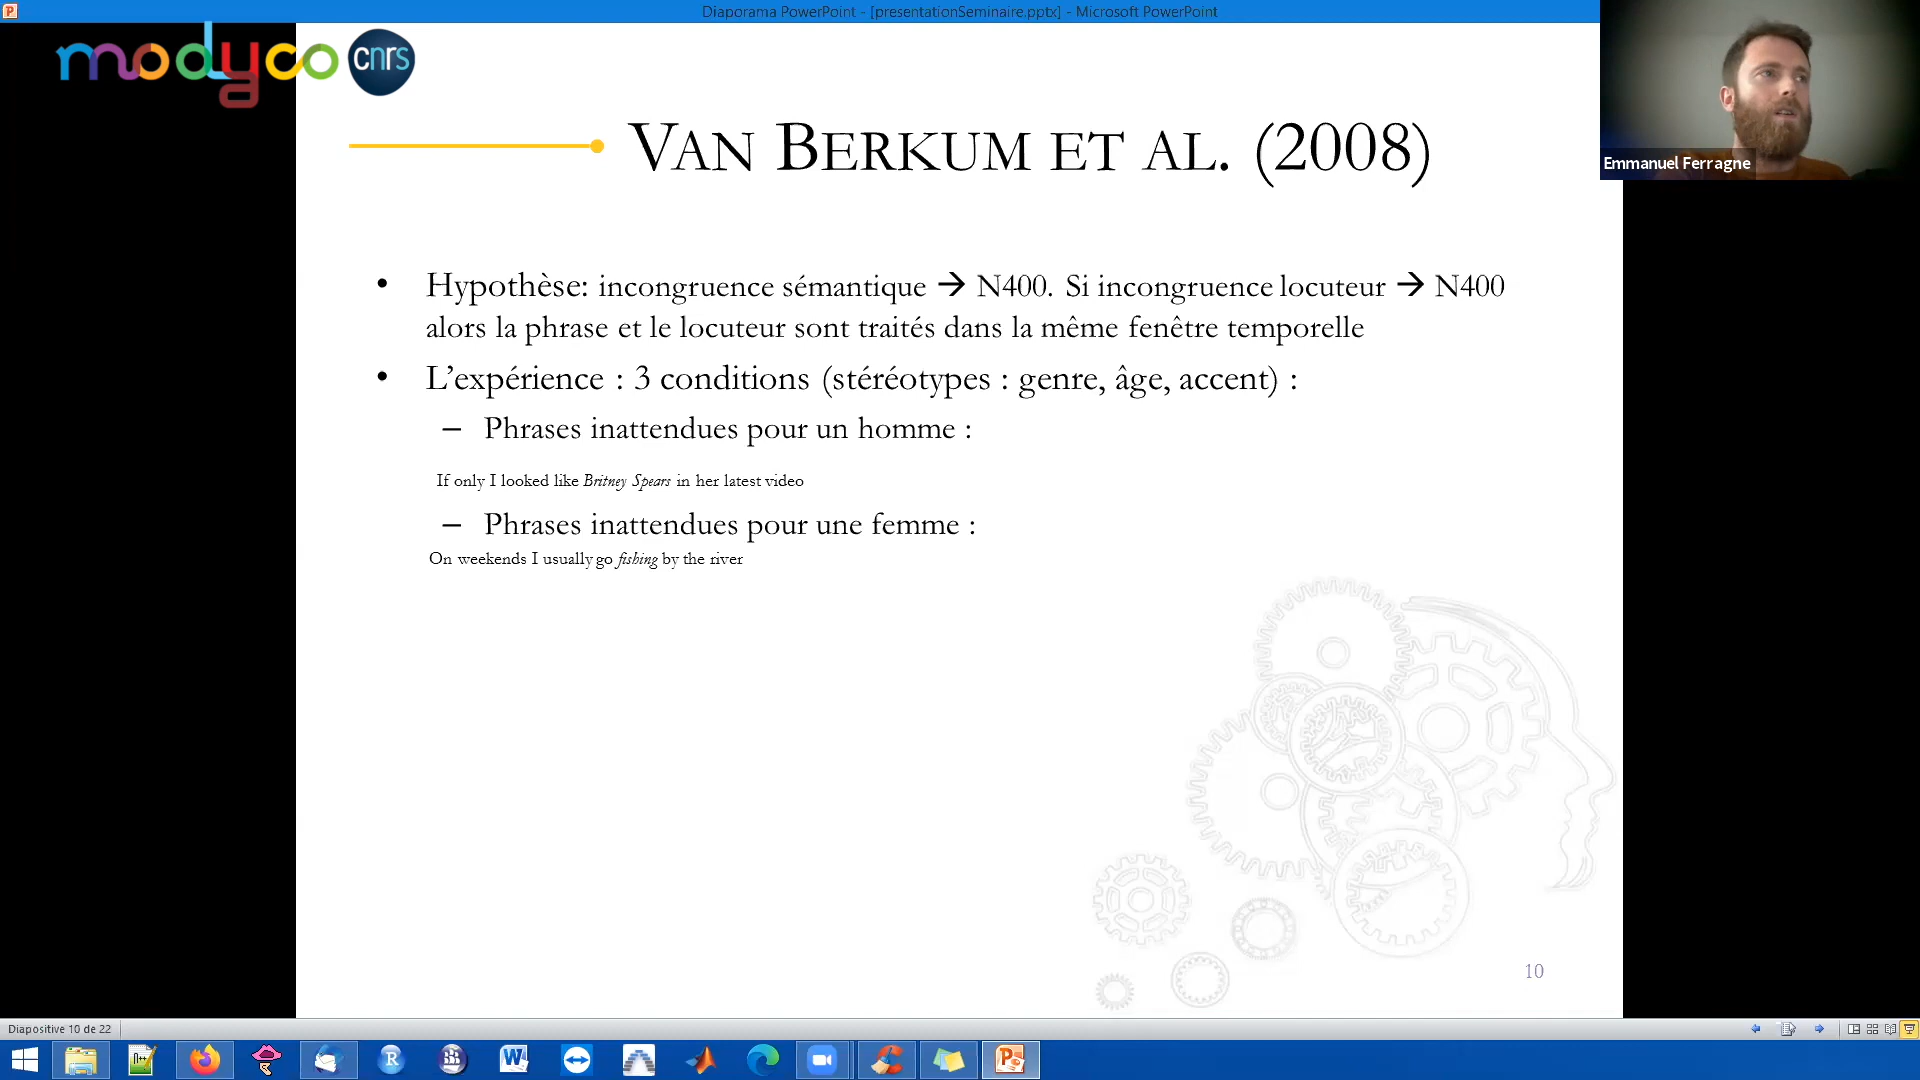 Diaporama PowerPoint - [presentationSeminaire.pptx] - Microsoft PowerPoint
modyco cnrs
VAN BERKUM ET AL. (2008)
Emmanuel Ferragne
• Hypothèse: incongruence sémantique → N400. Si incongruence locuteur → N400
alors la phrase et le locuteur sont traités dans la même fenêtre temporelle
• L'expérience : 3 conditions (stéréotypes : genre, âge, accent) :
– Phrases inattendues pour un homme :
If only I looked like Britney Spears in her latest video
– Phrases inattendues pour une femme :
On weekends I usually go fishing by the river
10
Diapositive 10 de 22